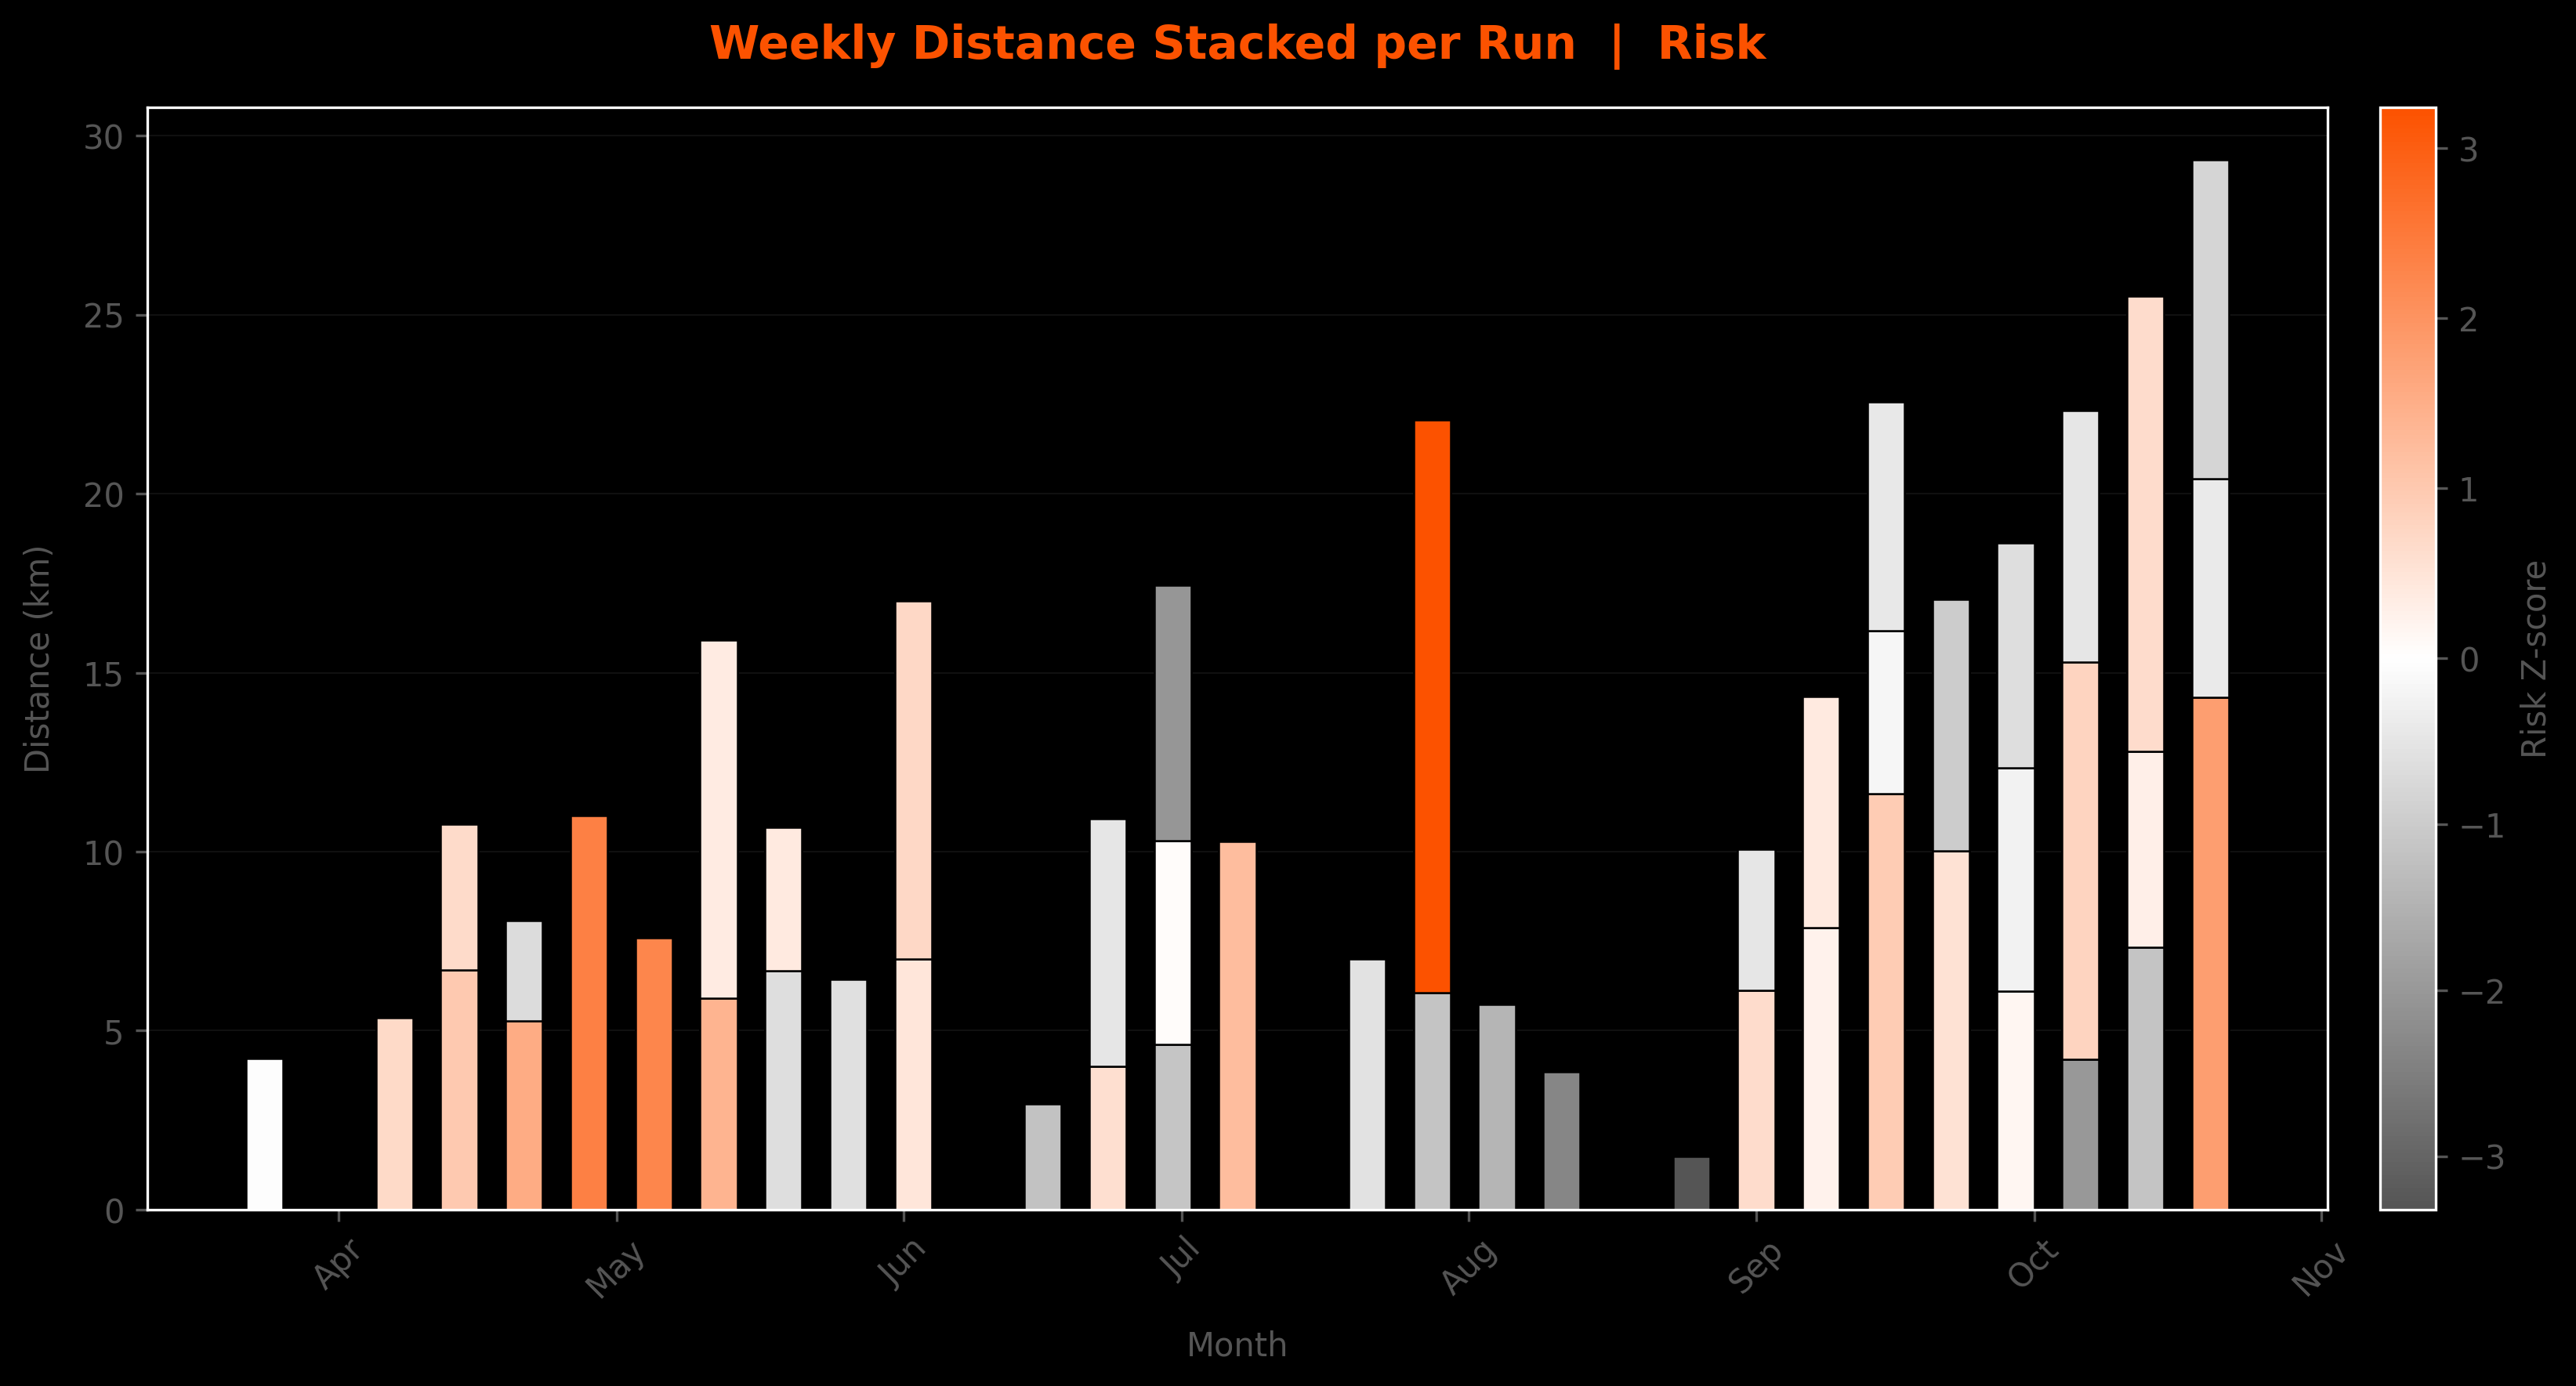 Weekly Distance Stacked per Run | Risk
Distance (km)
30
25
20
15
10
5
0
Apr
May
Jun
Jul
Aug
Sep
Oct
Nov
Month
3
2
1
0
−1
−2
−3
Risk Z-score